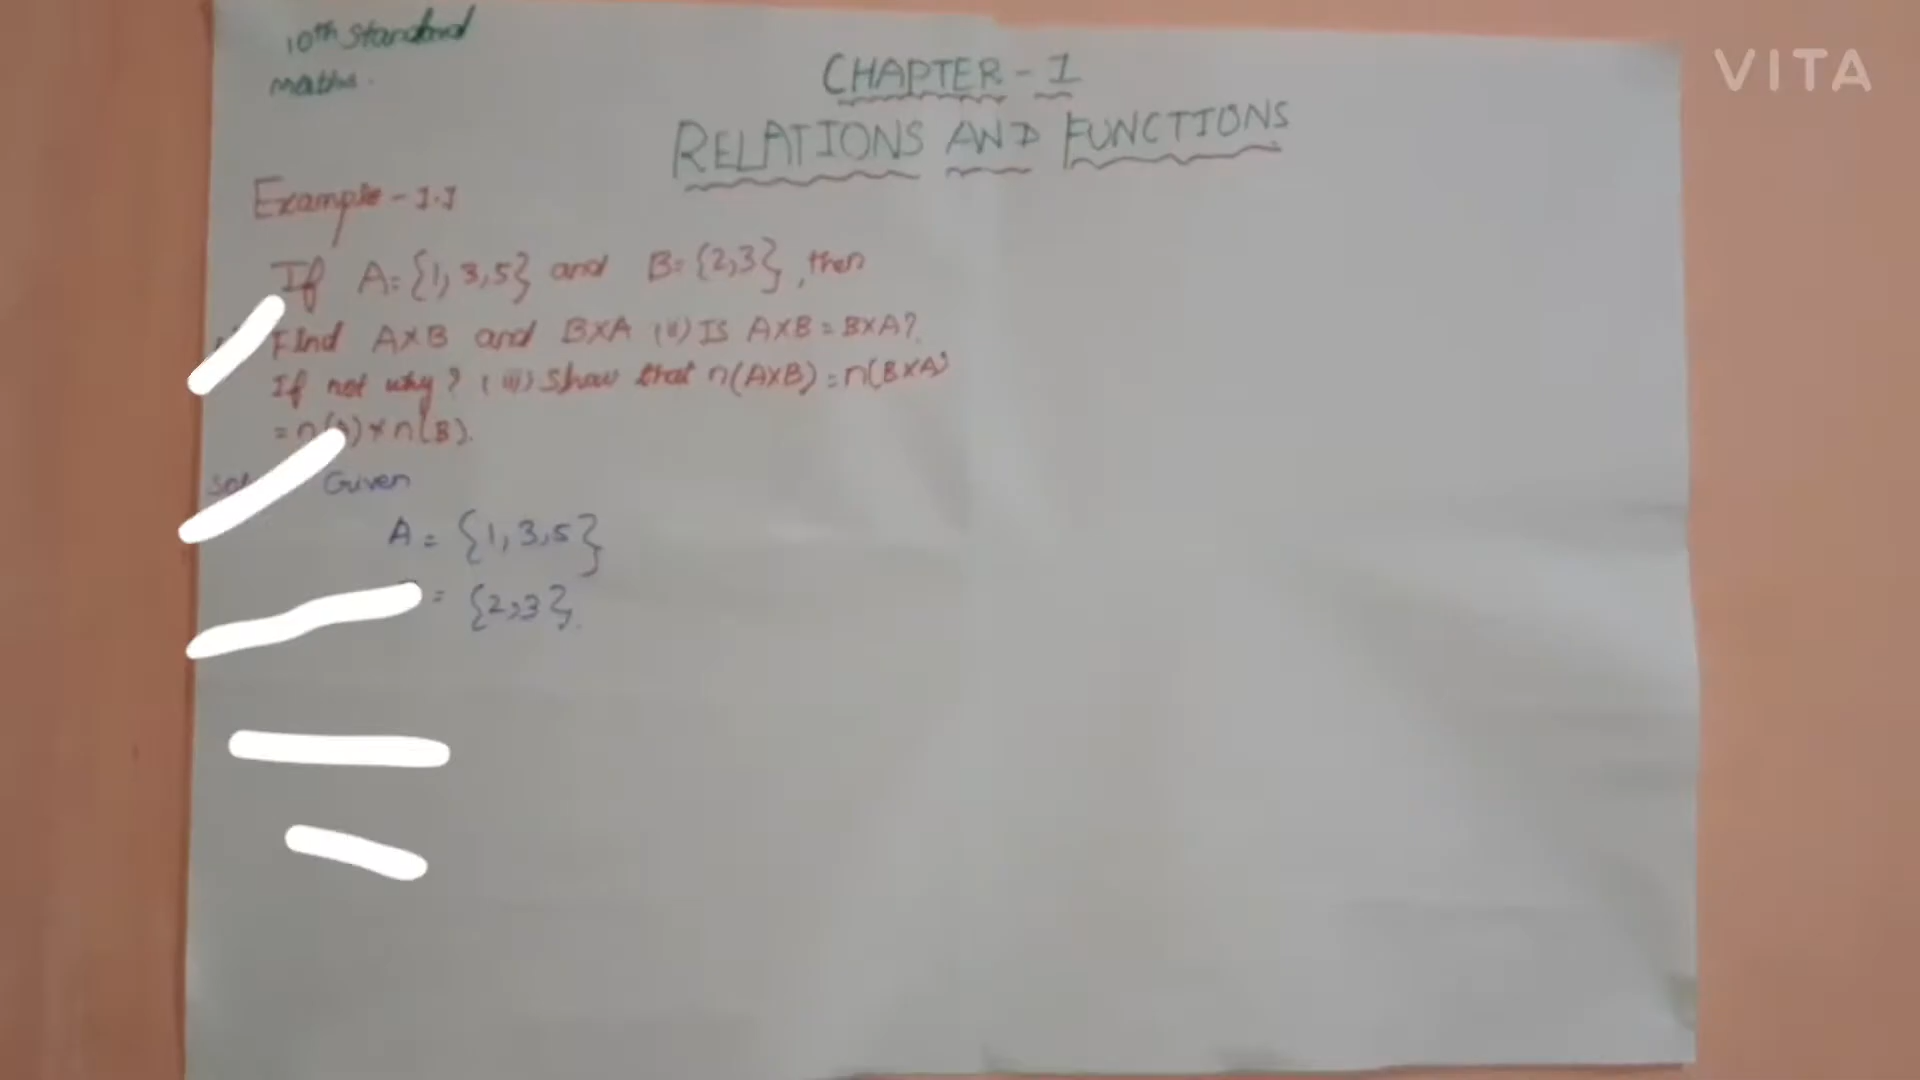 10th Standard
maths.
VITA
CHAPTER - 1
RELATIONS AND FUNCTIONS
Example - 1.1
If A = {1, 3, 5} and B = {2, 3}, then
Find A×B and B×A (ii) Is A×B = B×A?
If not why? (iii) Show that n(A×B) = n(B×A)
= n( ) × n(B).
Given
A = {1, 3, 5}
= {2, 3}.